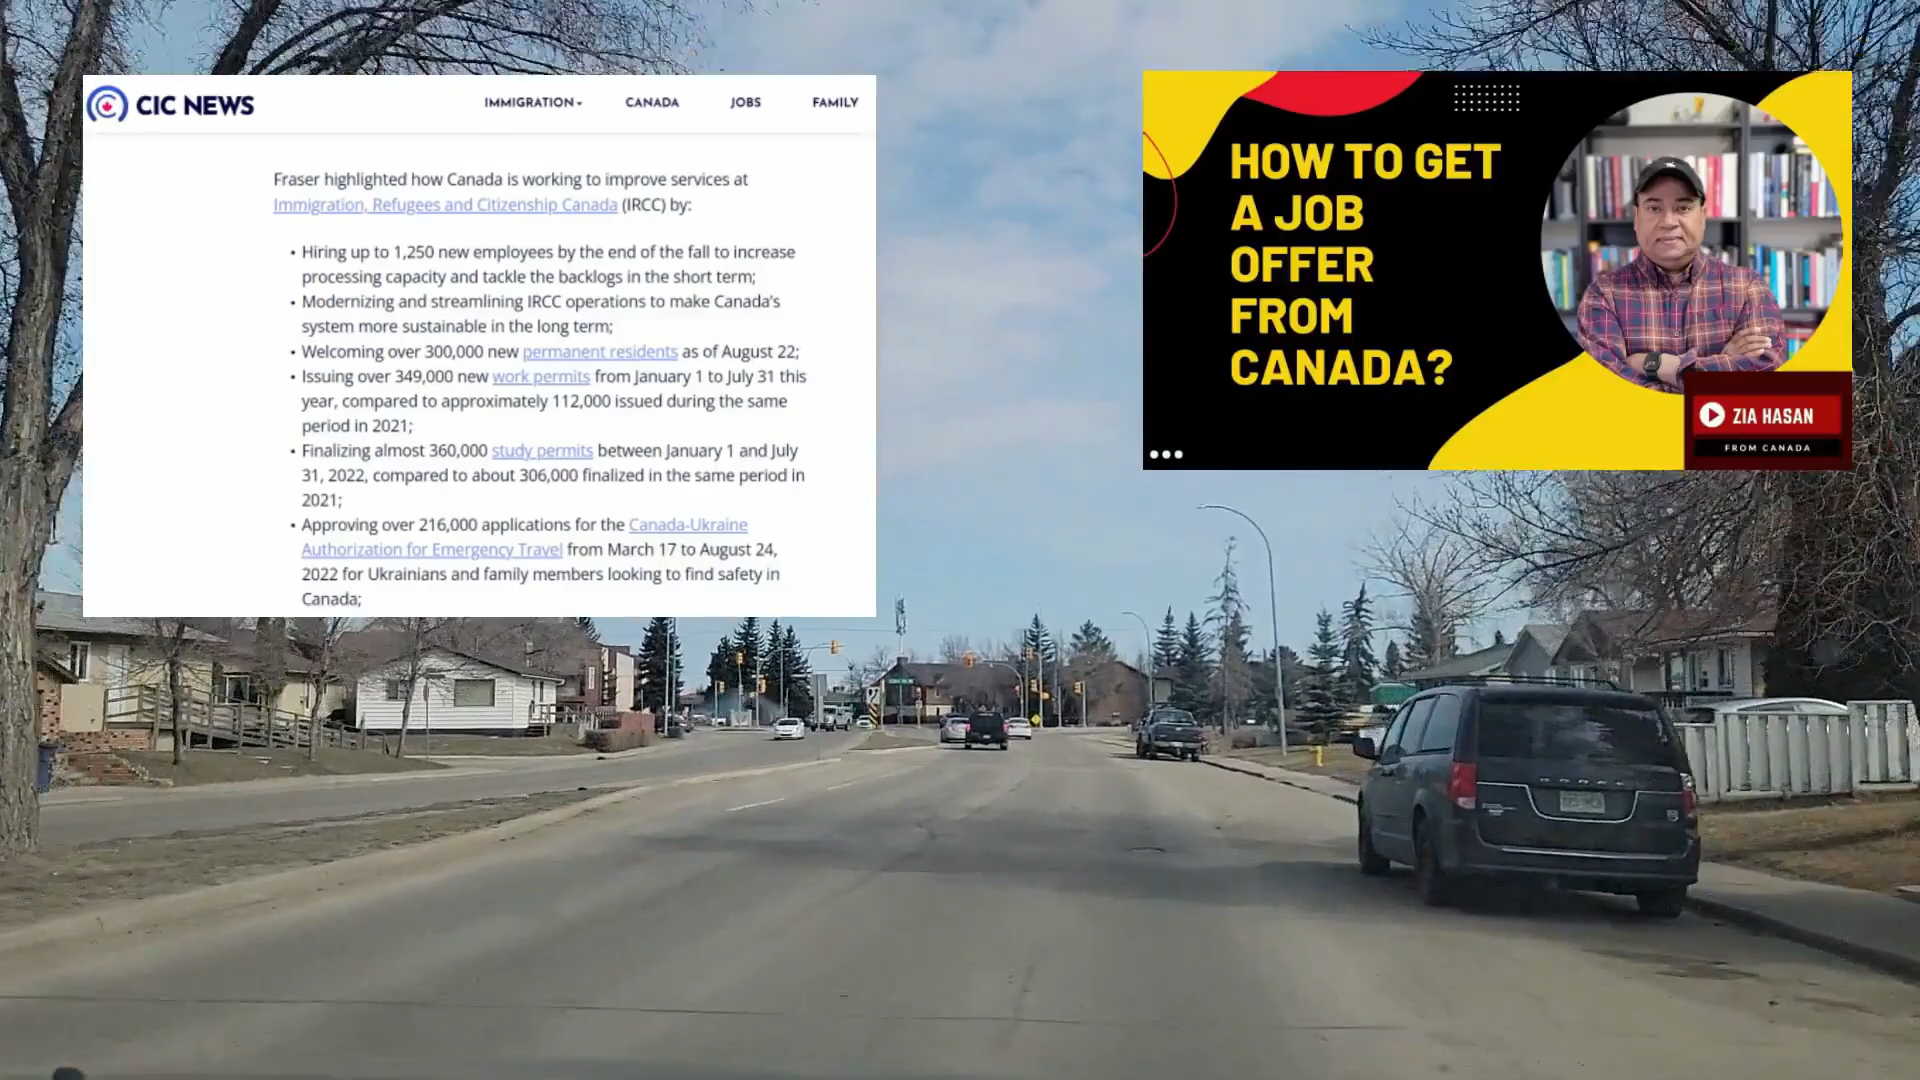 CIC NEWS
IMMIGRATION CANADA JOBS FAMILY
Fraser highlighted how Canada is working to improve services at
Immigration, Refugees and Citizenship Canada (IRCC) by:
• Hiring up to 1,250 new employees by the end of the fall to increase
processing capacity and tackle the backlogs in the short term;
• Modernizing and streamlining IRCC operations to make Canada's
system more sustainable in the long term;
• Welcoming over 300,000 new permanent residents as of August 22;
• Issuing over 349,000 new work permits from January 1 to July 31 this
year, compared to approximately 112,000 issued during the same
period in 2021;
• Finalizing almost 360,000 study permits between January 1 and July
31, 2022, compared to about 306,000 finalized in the same period in
2021;
• Approving over 216,000 applications for the Canada-Ukraine
Authorization for Emergency Travel from March 17 to August 24,
2022 for Ukrainians and family members looking to find safety in
Canada;
HOW TO GET
A JOB
OFFER
FROM
CANADA?
ZIA HASAN
FROM CANADA
DODGE